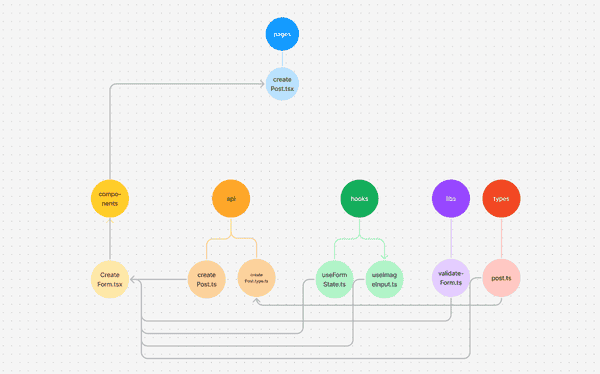 pages
create
Post.tsx
compo-
nents
api
hooks
libs
types
Create
Form.tsx
create
Post.ts
create
Post.type.ts
useForm
State.ts
useImag
eInput.ts
validate-
Form.ts
post.ts